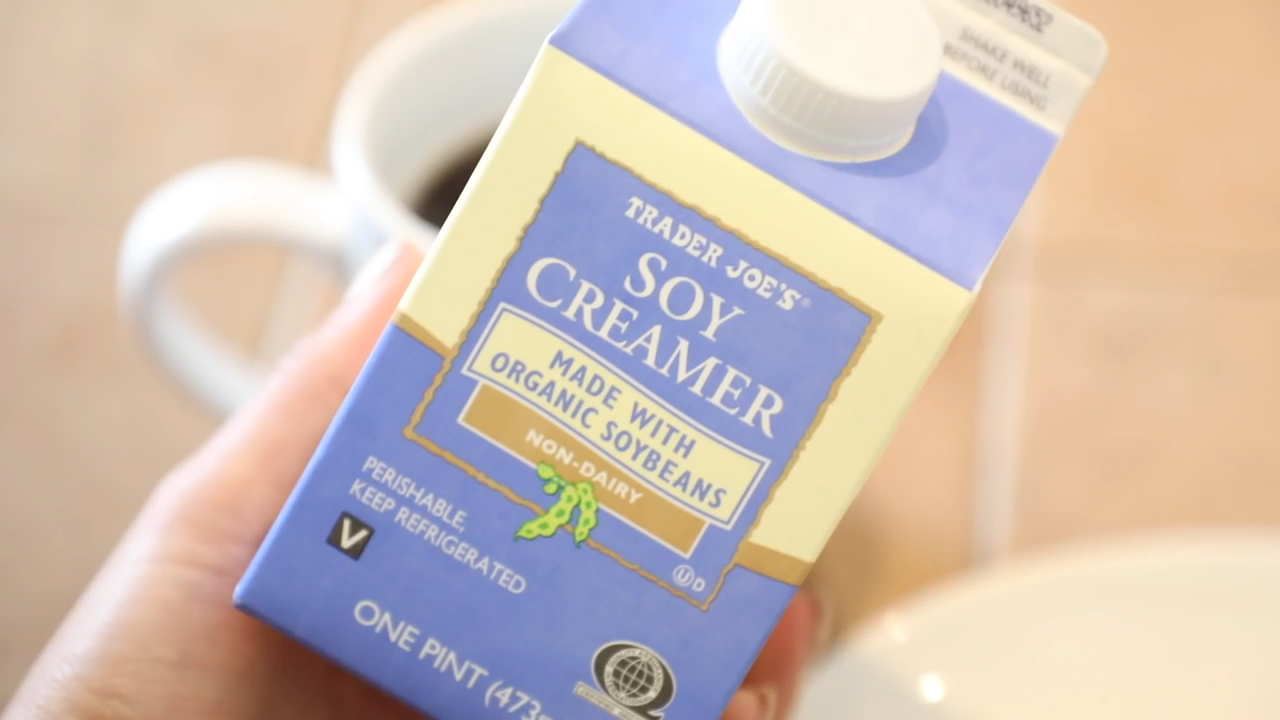 SHAKE WELL
BEFORE USING
TRADER JOE'S®
SOY
CREAMER
MADE WITH
ORGANIC SOYBEANS
NON-DAIRY
PERISHABLE,
KEEP REFRIGERATED
V
U D
ONE PINT (473